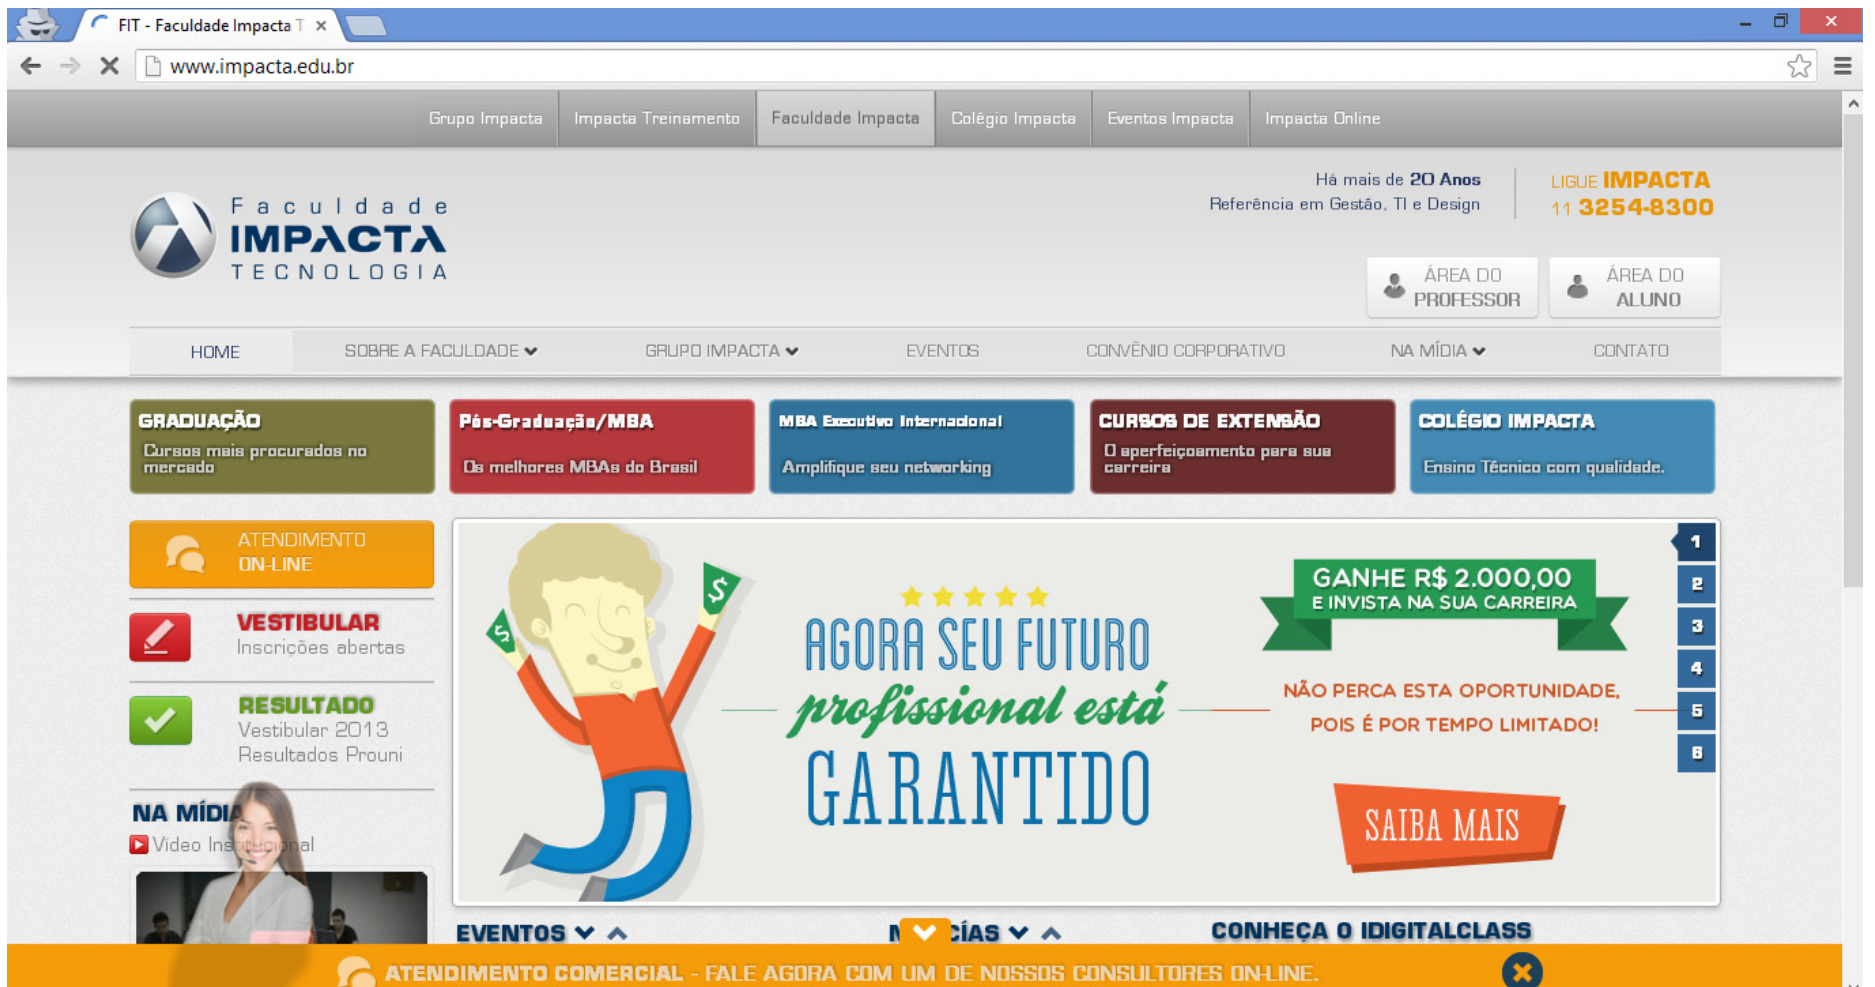 FIT - Faculdade Impacta T
www.impacta.edu.br
Grupo Impacta
Impacta Treinamento
Faculdade Impacta
Colégio Impacta
Eventos Impacta
Impacta Online
Faculdade
IMPACTA
TECNOLOGIA
Há mais de 20 Anos
Referência em Gestão, TI e Design
LIGUE IMPACTA
11 3254-8300
ÁREA DO
PROFESSOR
ÁREA DO
ALUNO
HOME
SOBRE A FACULDADE
GRUPO IMPACTA
EVENTOS
CONVÊNIO CORPORATIVO
NA MÍDIA
CONTATO
GRADUAÇÃO
Cursos mais procurados no
mercado
Pós-Graduação/MBA
Os melhores MBAs do Brasil
MBA Executivo Internacional
Amplifique seu networking
CURSOS DE EXTENSÃO
O aperfeiçoamento para sua
carreira
COLÉGIO IMPACTA
Ensino Técnico com qualidade.
ATENDIMENTO
ON-LINE
VESTIBULAR
Inscrições abertas
RESULTADO
Vestibular 2013
Resultados Prouni
NA MÍDIA
Vídeo Institucional
$
$
AGORA SEU FUTURO
profissional está
GARANTIDO
GANHE R$ 2.000,00
E INVISTA NA SUA CARREIRA
NÃO PERCA ESTA OPORTUNIDADE,
POIS É POR TEMPO LIMITADO!
SAIBA MAIS
1
2
3
4
5
6
EVENTOS
CONHEÇA O IDIGITALCLASS
ATENDIMENTO COMERCIAL - FALE AGORA COM UM DE NOSSOS CONSULTORES ON-LINE.